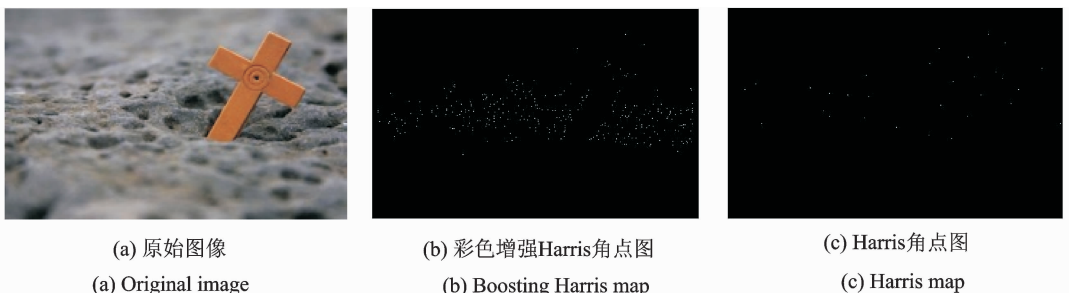 (a) 原始图像
(b) 彩色增强Harris角点图
(c) Harris角点图
(a) Original image
(b) Boosting Harris map
(c) Harris map